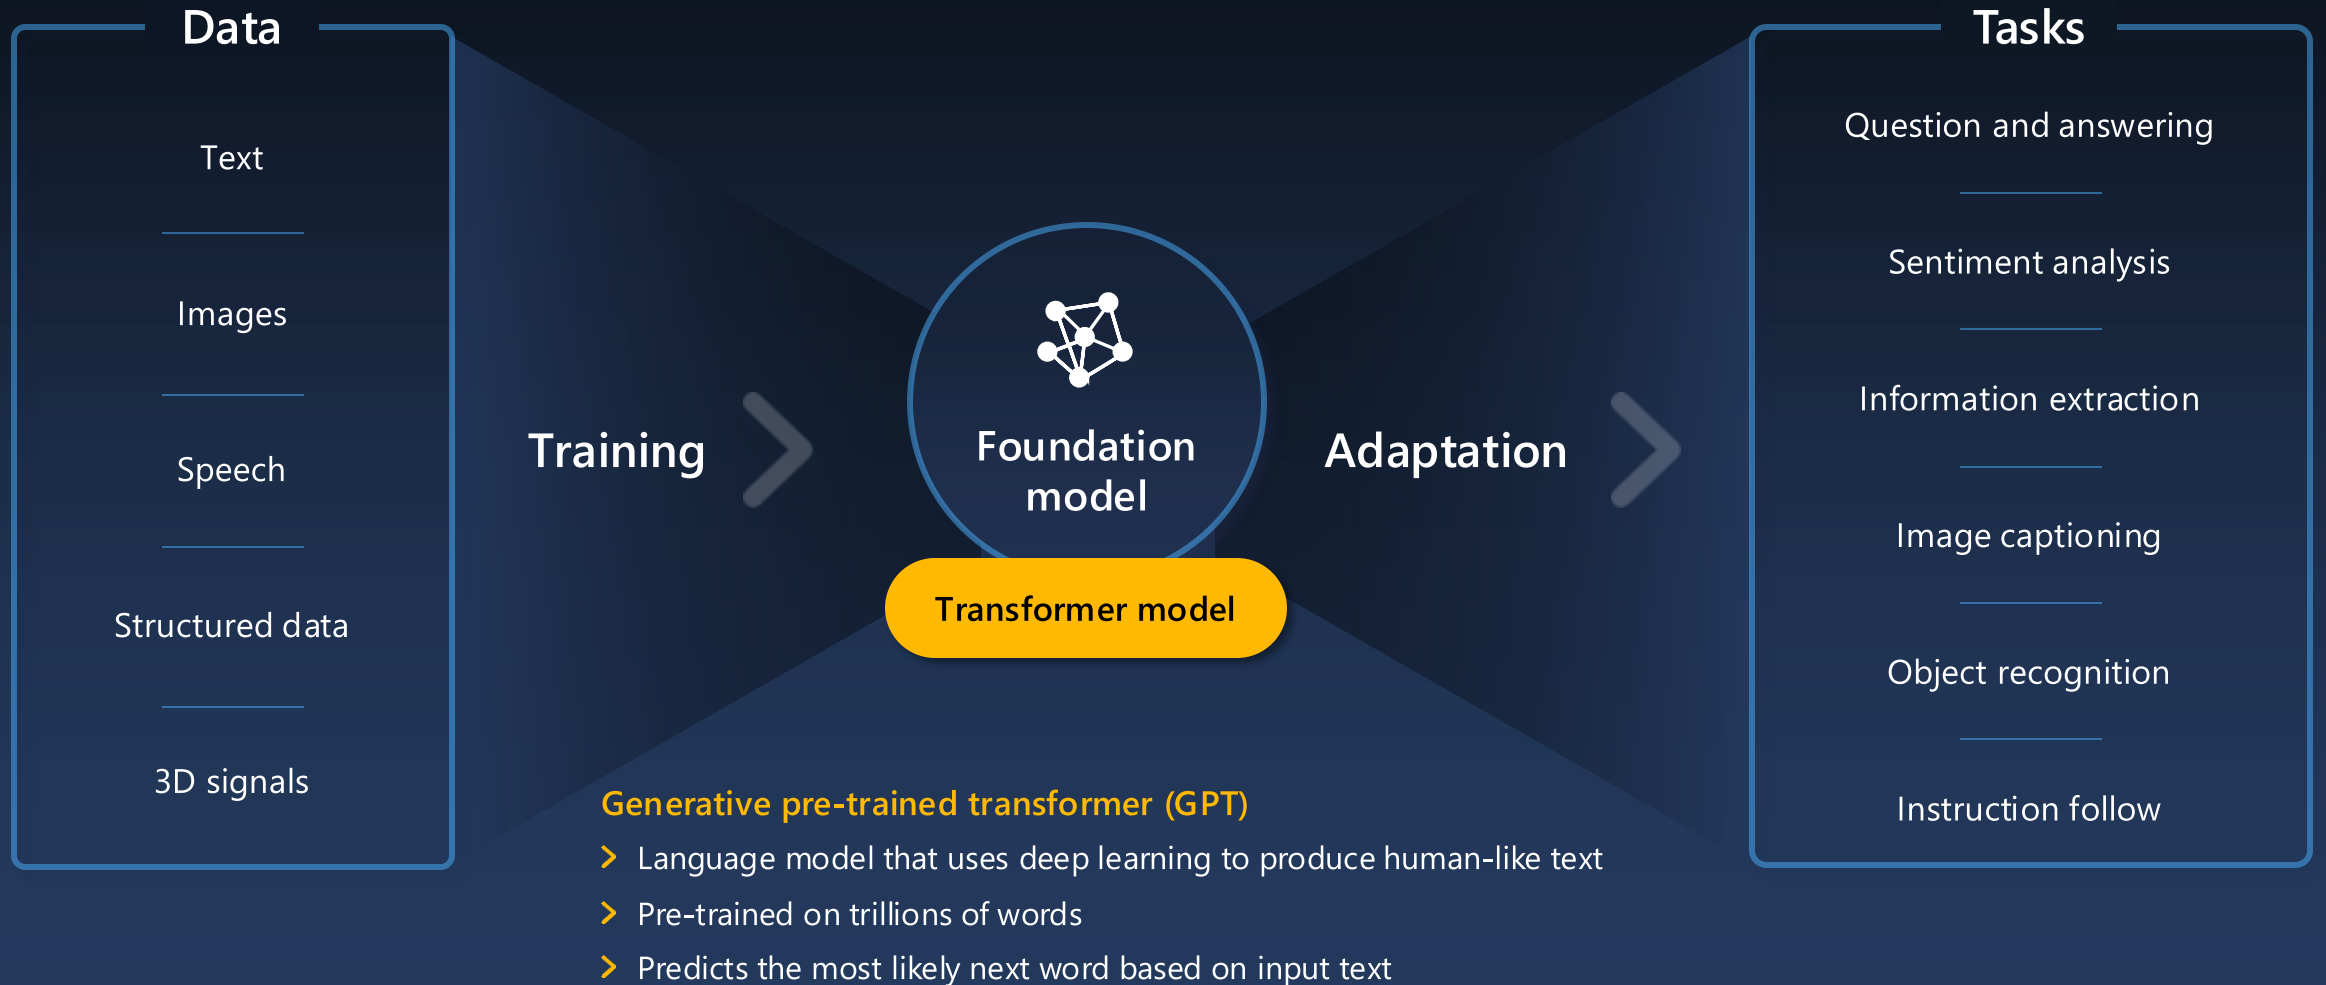 Data
Text
Images
Speech
Structured data
3D signals
Training
Foundation
model
Transformer model
Adaptation
Tasks
Question and answering
Sentiment analysis
Information extraction
Image captioning
Object recognition
Instruction follow
Generative pre-trained transformer (GPT)
Language model that uses deep learning to produce human-like text
Pre-trained on trillions of words
Predicts the most likely next word based on input text